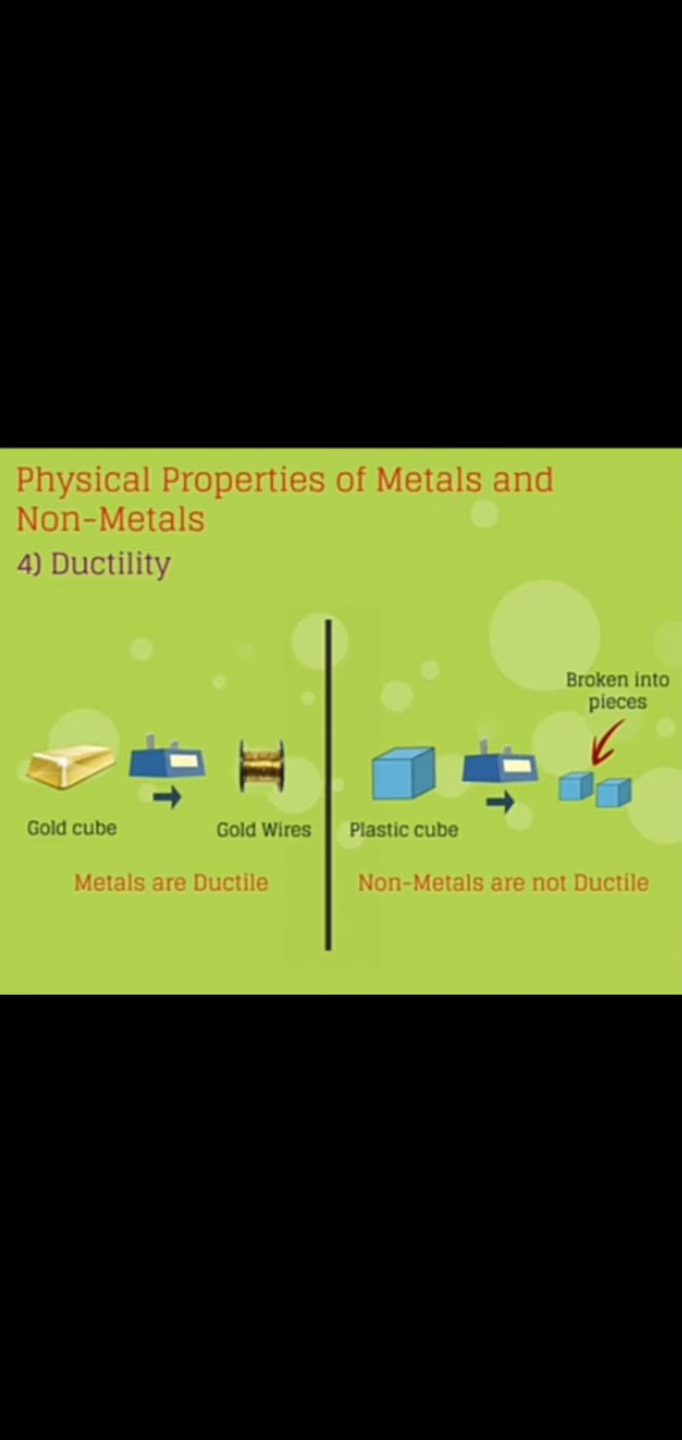 Physical Properties of Metals and
Non-Metals
4) Ductility
Gold cube
Gold Wires
Metals are Ductile
Broken into
pieces
Plastic cube
Non-Metals are not Ductile